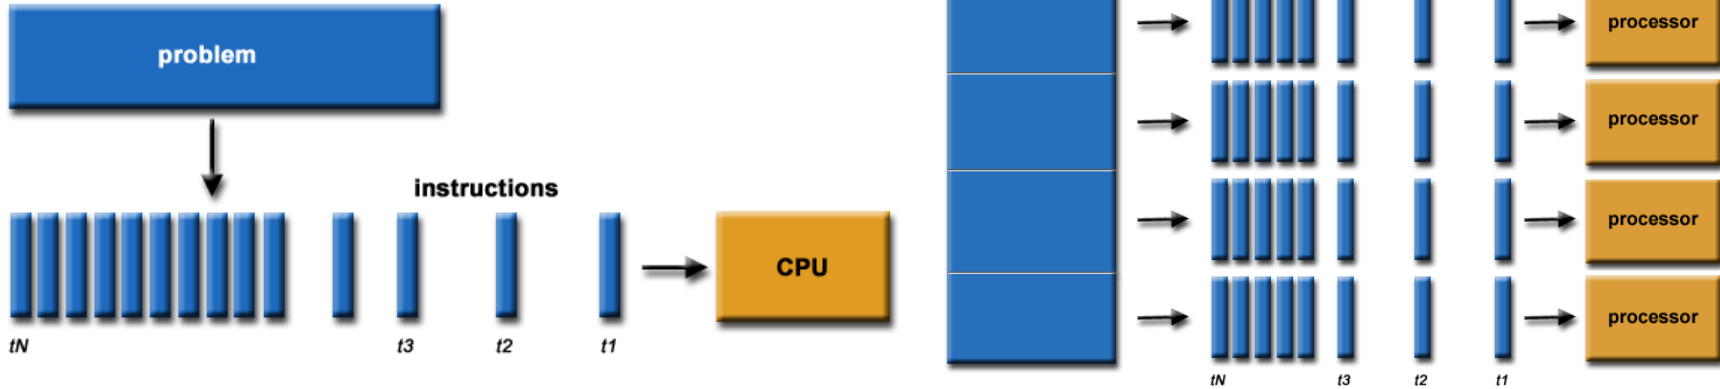 problem
instructions
CPU
tN t3 t2 t1
processor
processor
processor
processor
tN t3 t2 t1